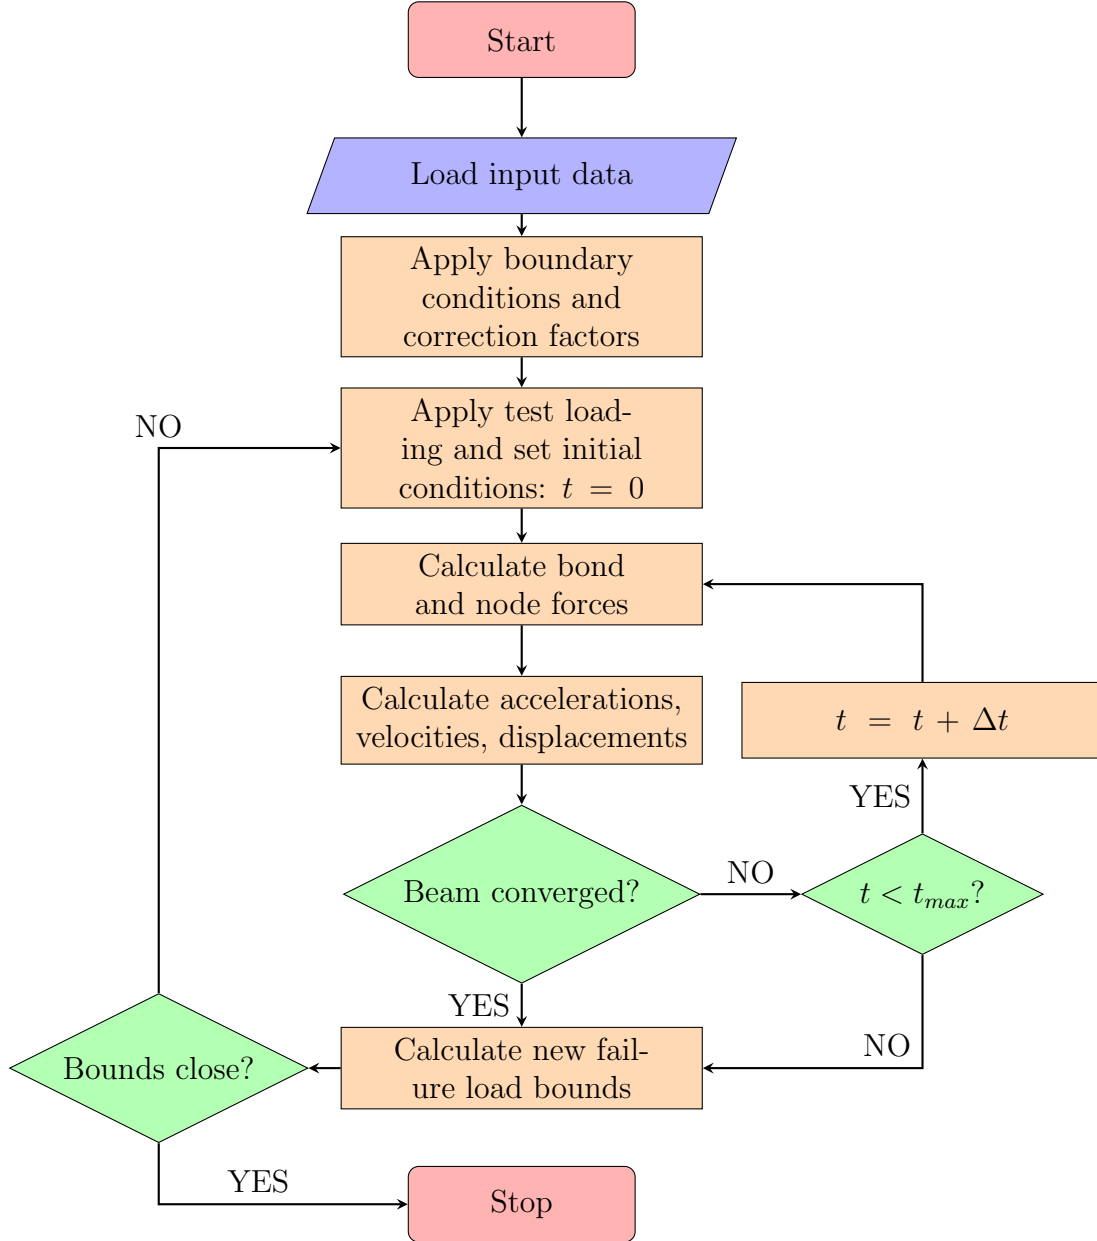 Start
Load input data
Apply boundary
conditions and
correction factors
Apply test load-
ing and set initial
conditions: t = 0
NO
Calculate bond
and node forces
Calculate accelerations,
velocities, displacements
t = t + Δt
YES
Beam converged?
NO
t < t_{max}?
YES
NO
Calculate new fail-
ure load bounds
Bounds close?
YES
Stop